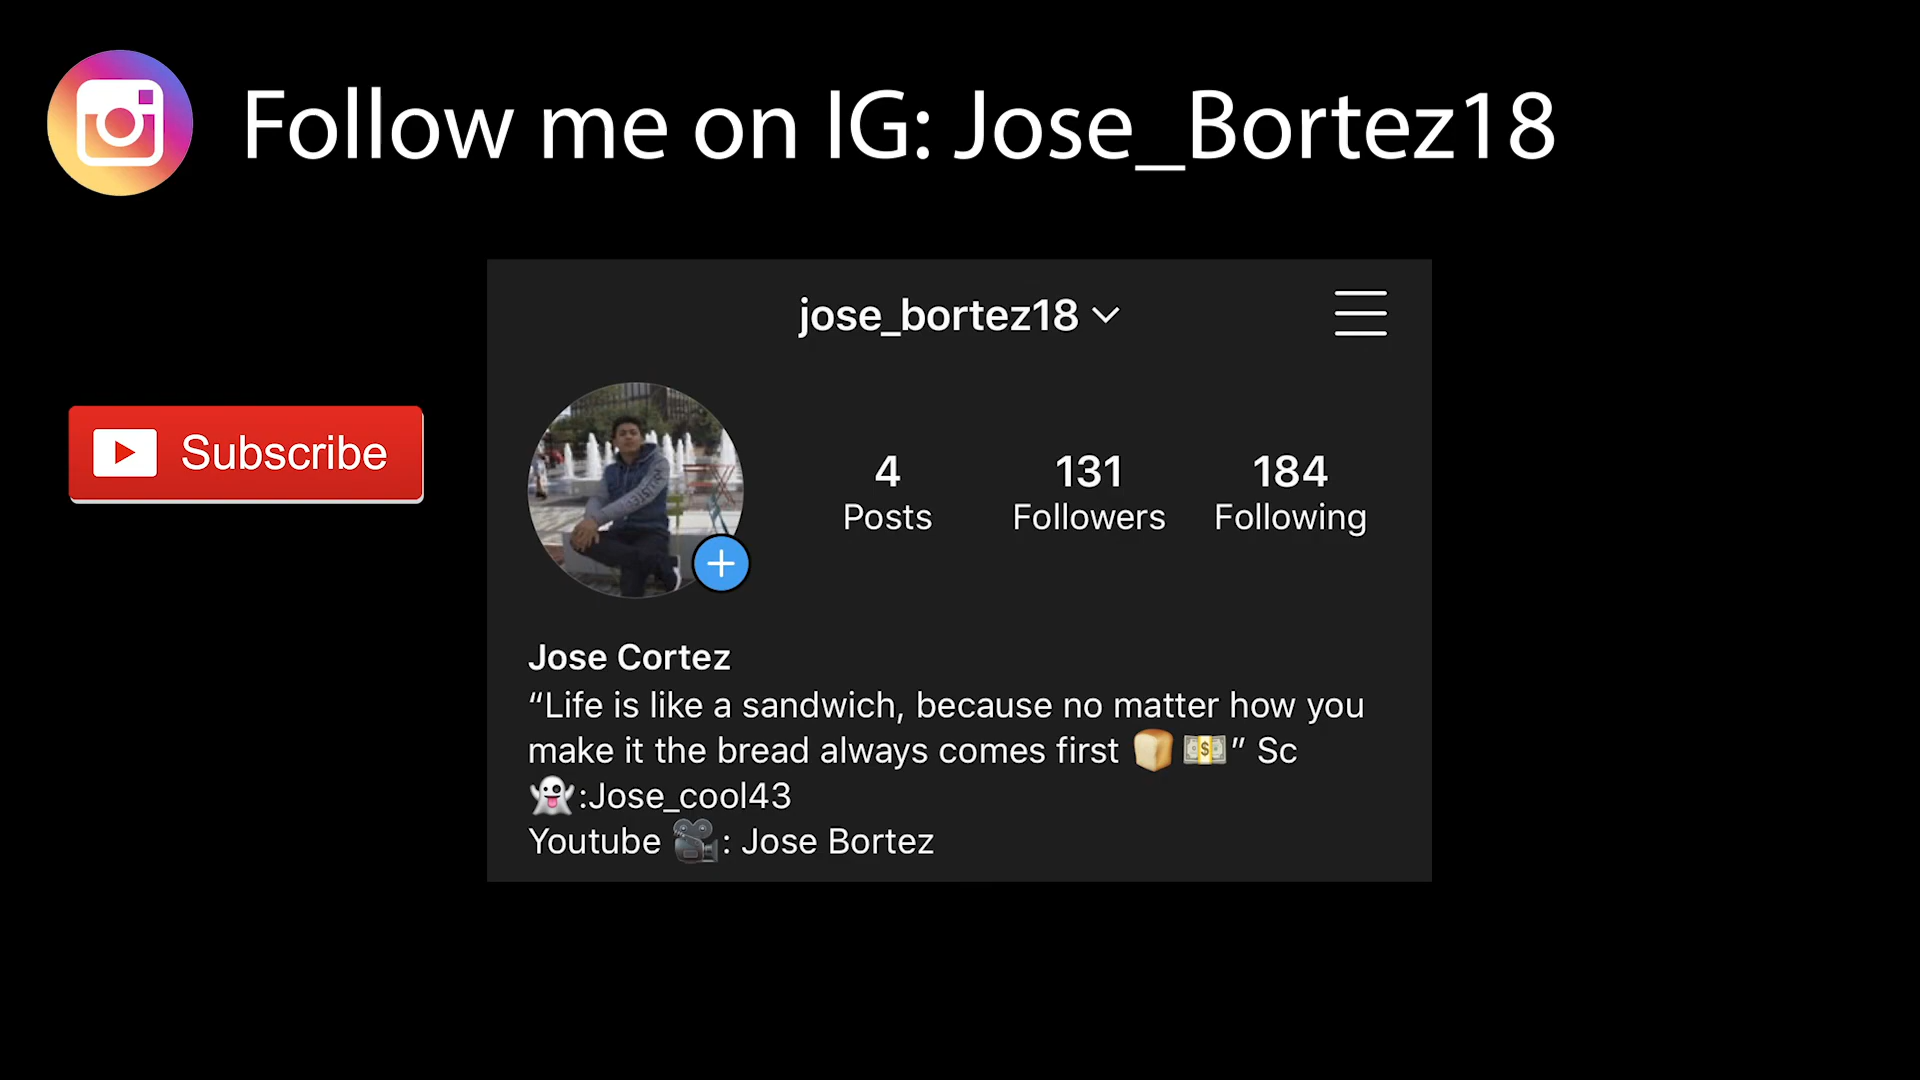 Follow me on IG: Jose_Bortez18
jose_bortez18
Subscribe
4 131 184
Posts Followers Following
Jose Cortez
“Life is like a sandwich, because no matter how you
make it the bread always comes first 🍞 💵” Sc
👻:Jose_cool43
Youtube 🎥: Jose Bortez